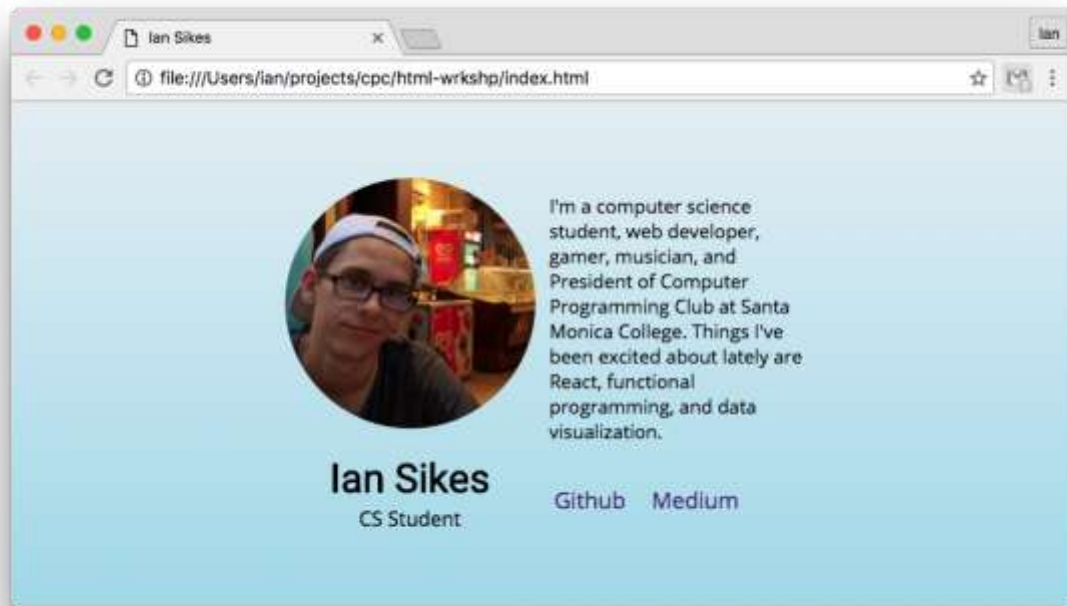 Ian Sikes
Ian
file:///Users/ian/projects/cpc/html-wrkshp/index.html
I'm a computer science
student, web developer,
gamer, musician, and
President of Computer
Programming Club at Santa
Monica College. Things I've
been excited about lately are
React, functional
programming, and data
visualization.
Ian Sikes
CS Student
Github Medium